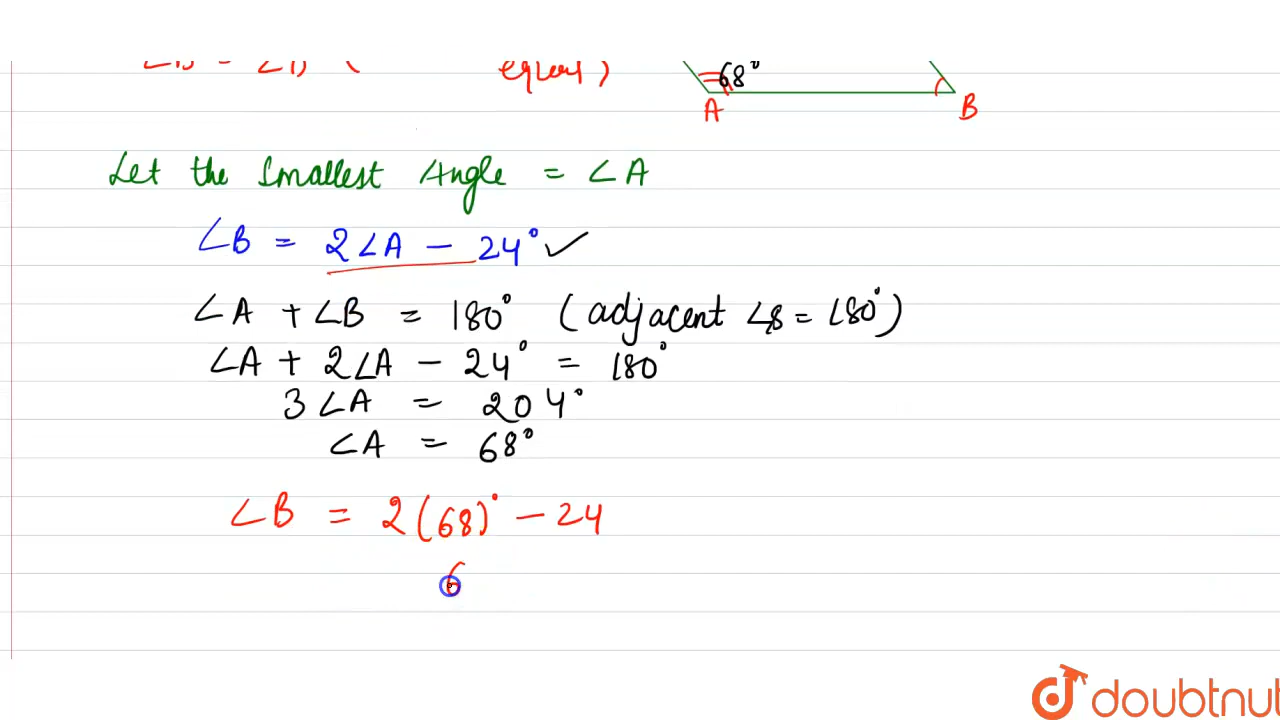 equal)
68°
A
B
Let the Smallest Angle = ∠A
∠B = 2∠A - 24° ✓
∠A + ∠B = 180° (adjacent ∠s = 180°)
∠A + 2∠A - 24° = 180°
3∠A = 204°
∠A = 68°
∠B = 2(68)° - 24
6
doubtnut